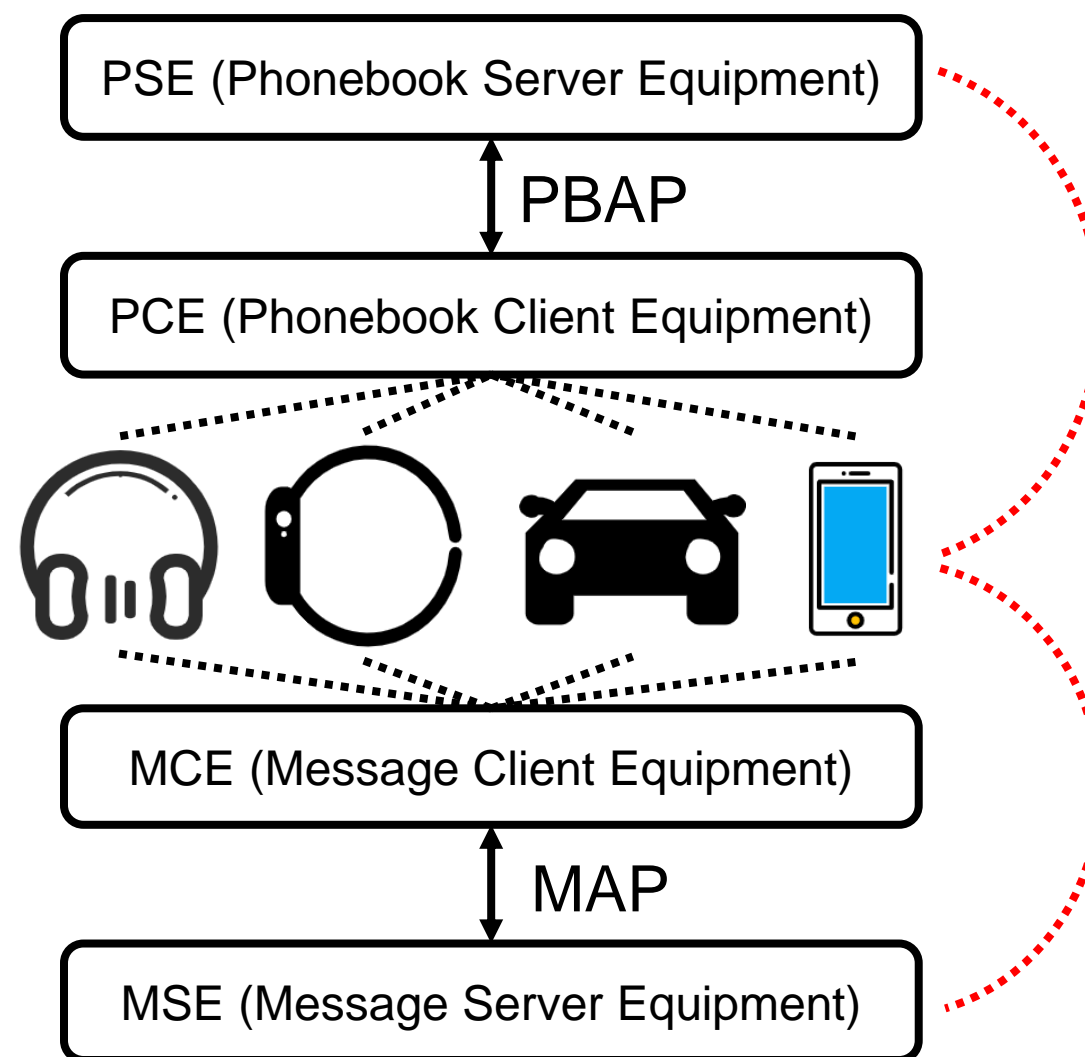 PSE (Phonebook Server Equipment)
PBAP
PCE (Phonebook Client Equipment)
MCE (Message Client Equipment)
MAP
MSE (Message Server Equipment)